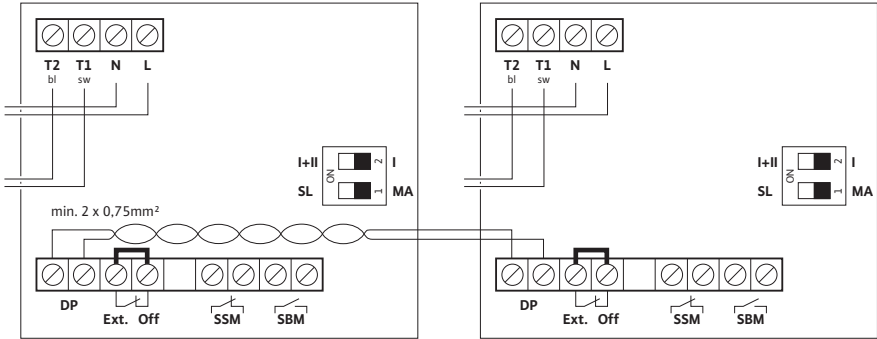 T2 T1 N L
bl sw
I+II ON 2 I
SL 1 MA
min. 2 x 0,75mm²
DP
Ext. Off SSM SBM
T2 T1 N L
bl sw
I+II ON 2 I
SL 1 MA
DP
Ext. Off SSM SBM